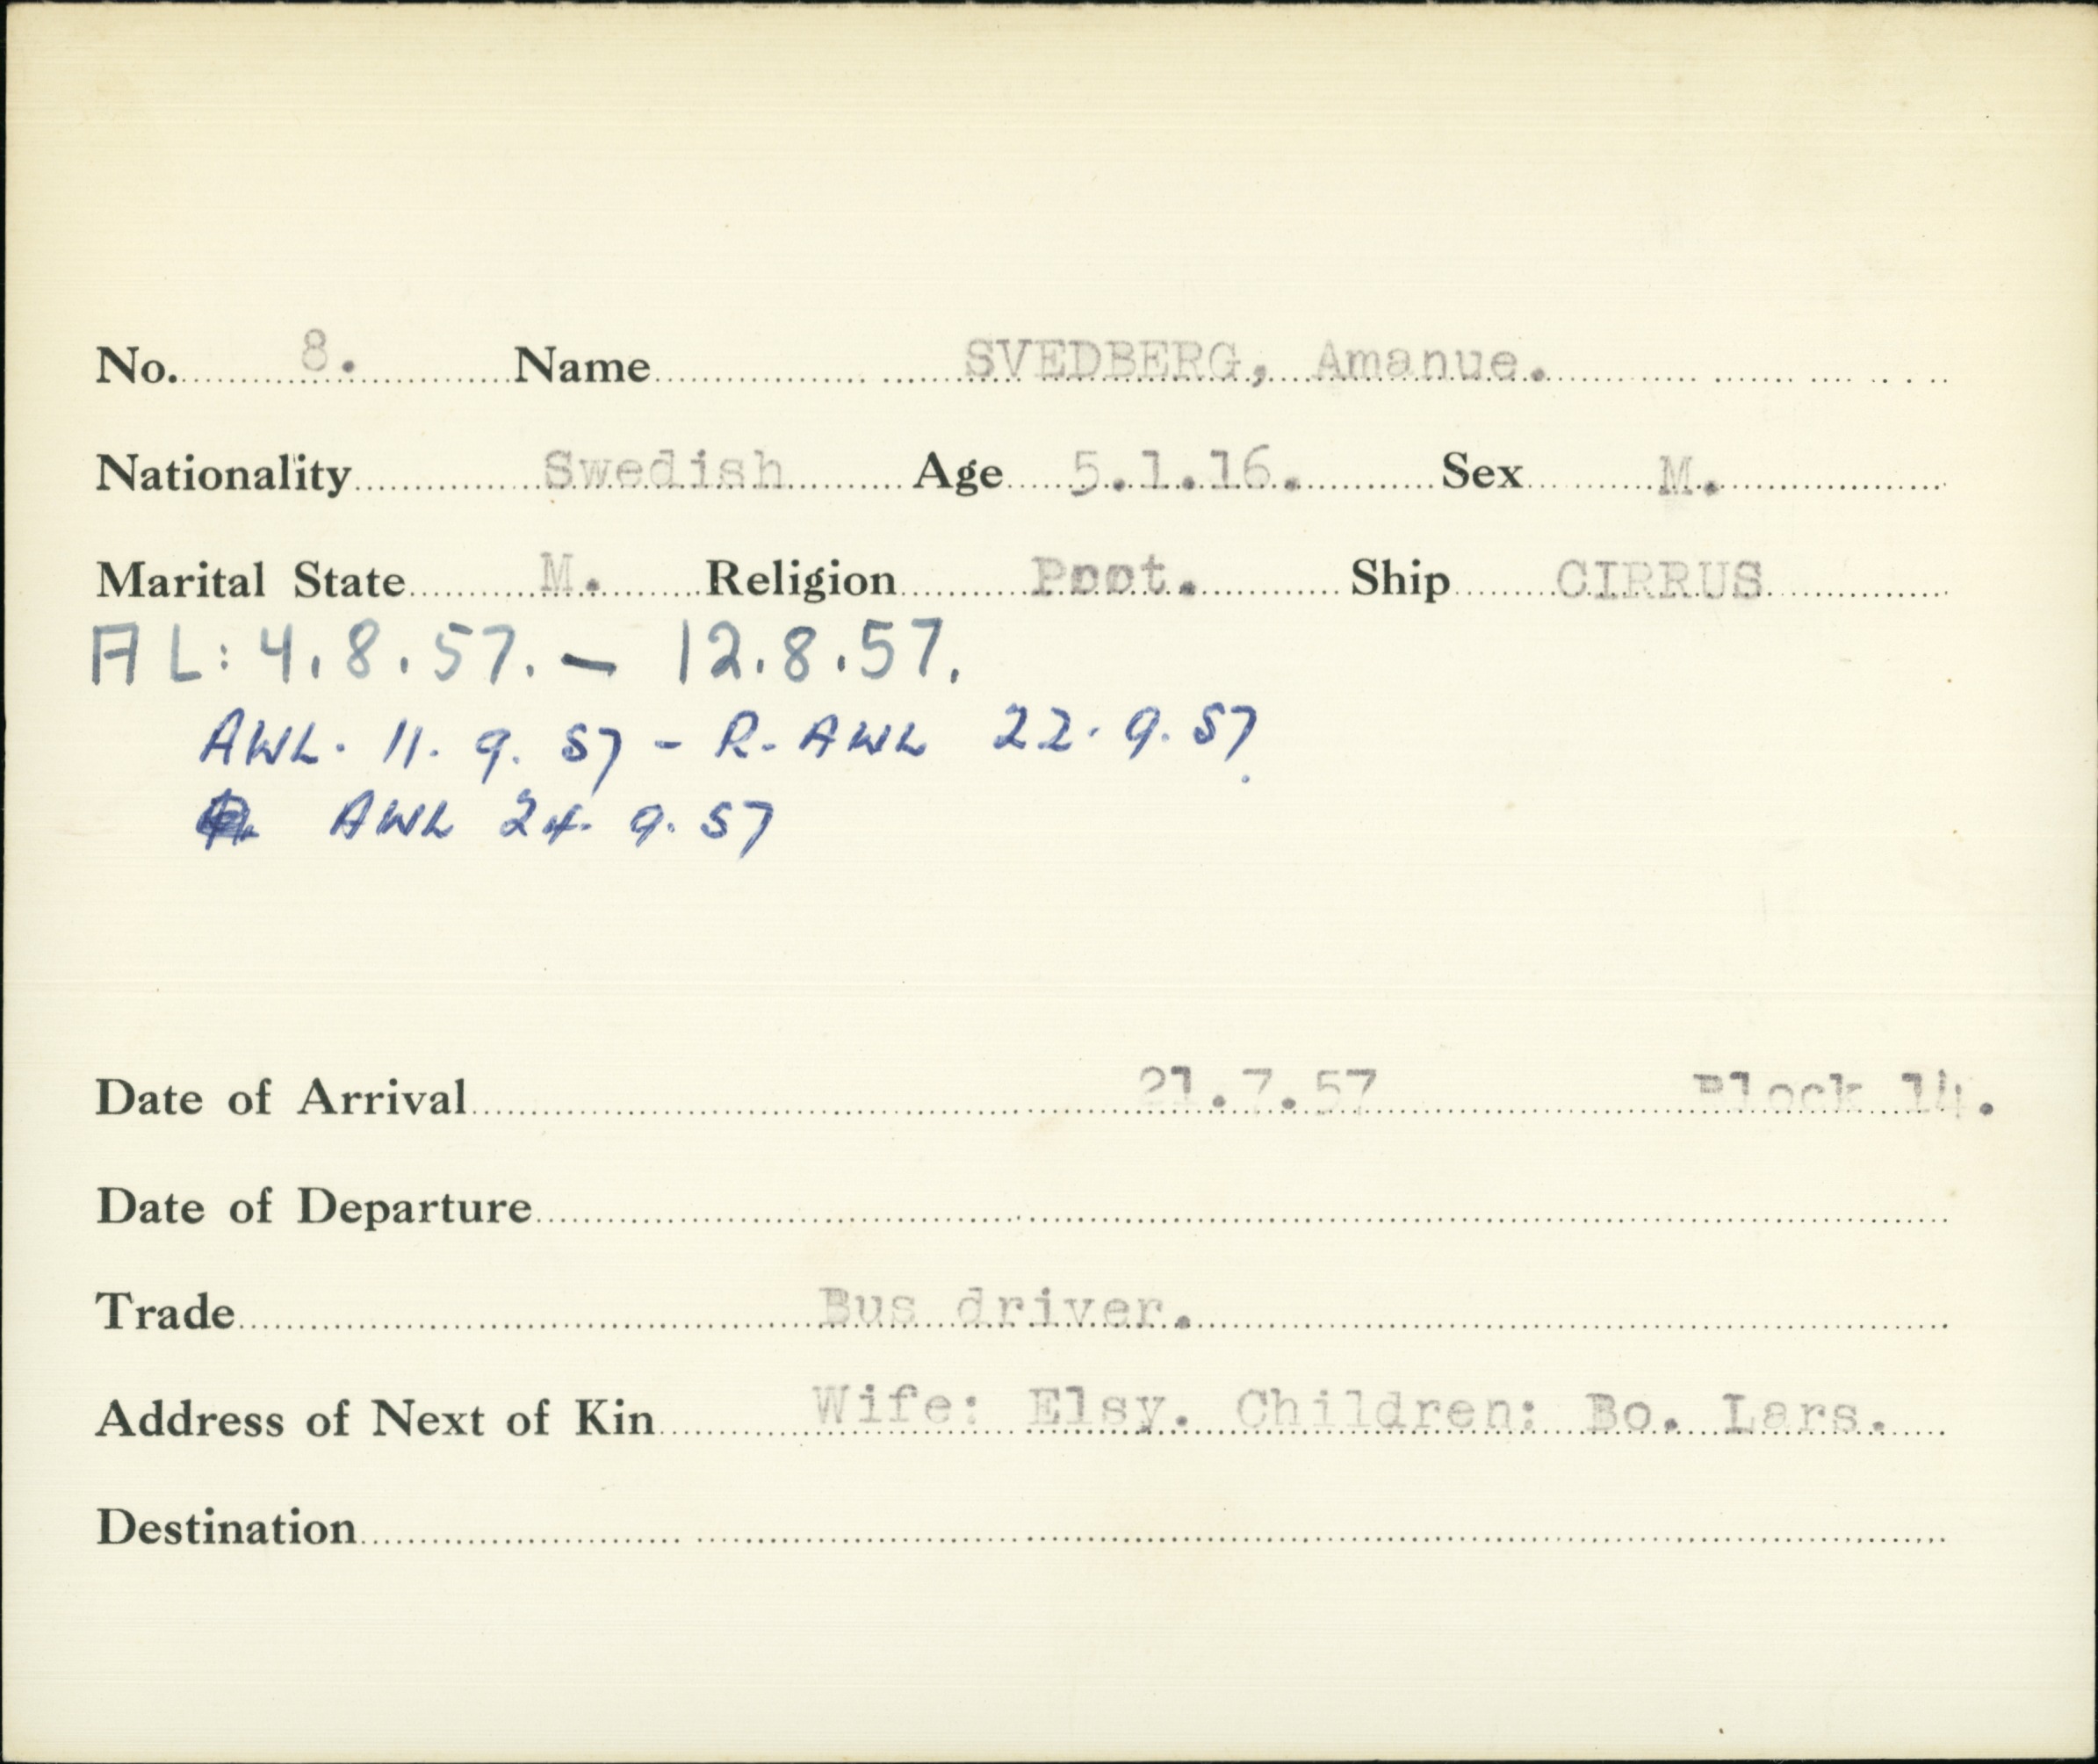 No. 8. Name SVEDBERG, Amanue.
Nationality Swedish Age 5.1.16. Sex M.
Marital State M. Religion Prot. Ship CIRRUS
AL: 4.8.57. — 12.8.57.
AWL. 11. 9. 57 - R. AWL 22. 9. 57.
AWL 24. 9. 57
Date of Arrival 21.7.57 Block 14.
Date of Departure
Trade Bus driver.
Address of Next of Kin Wife: Elsy. Children: Bo. Lars.
Destination